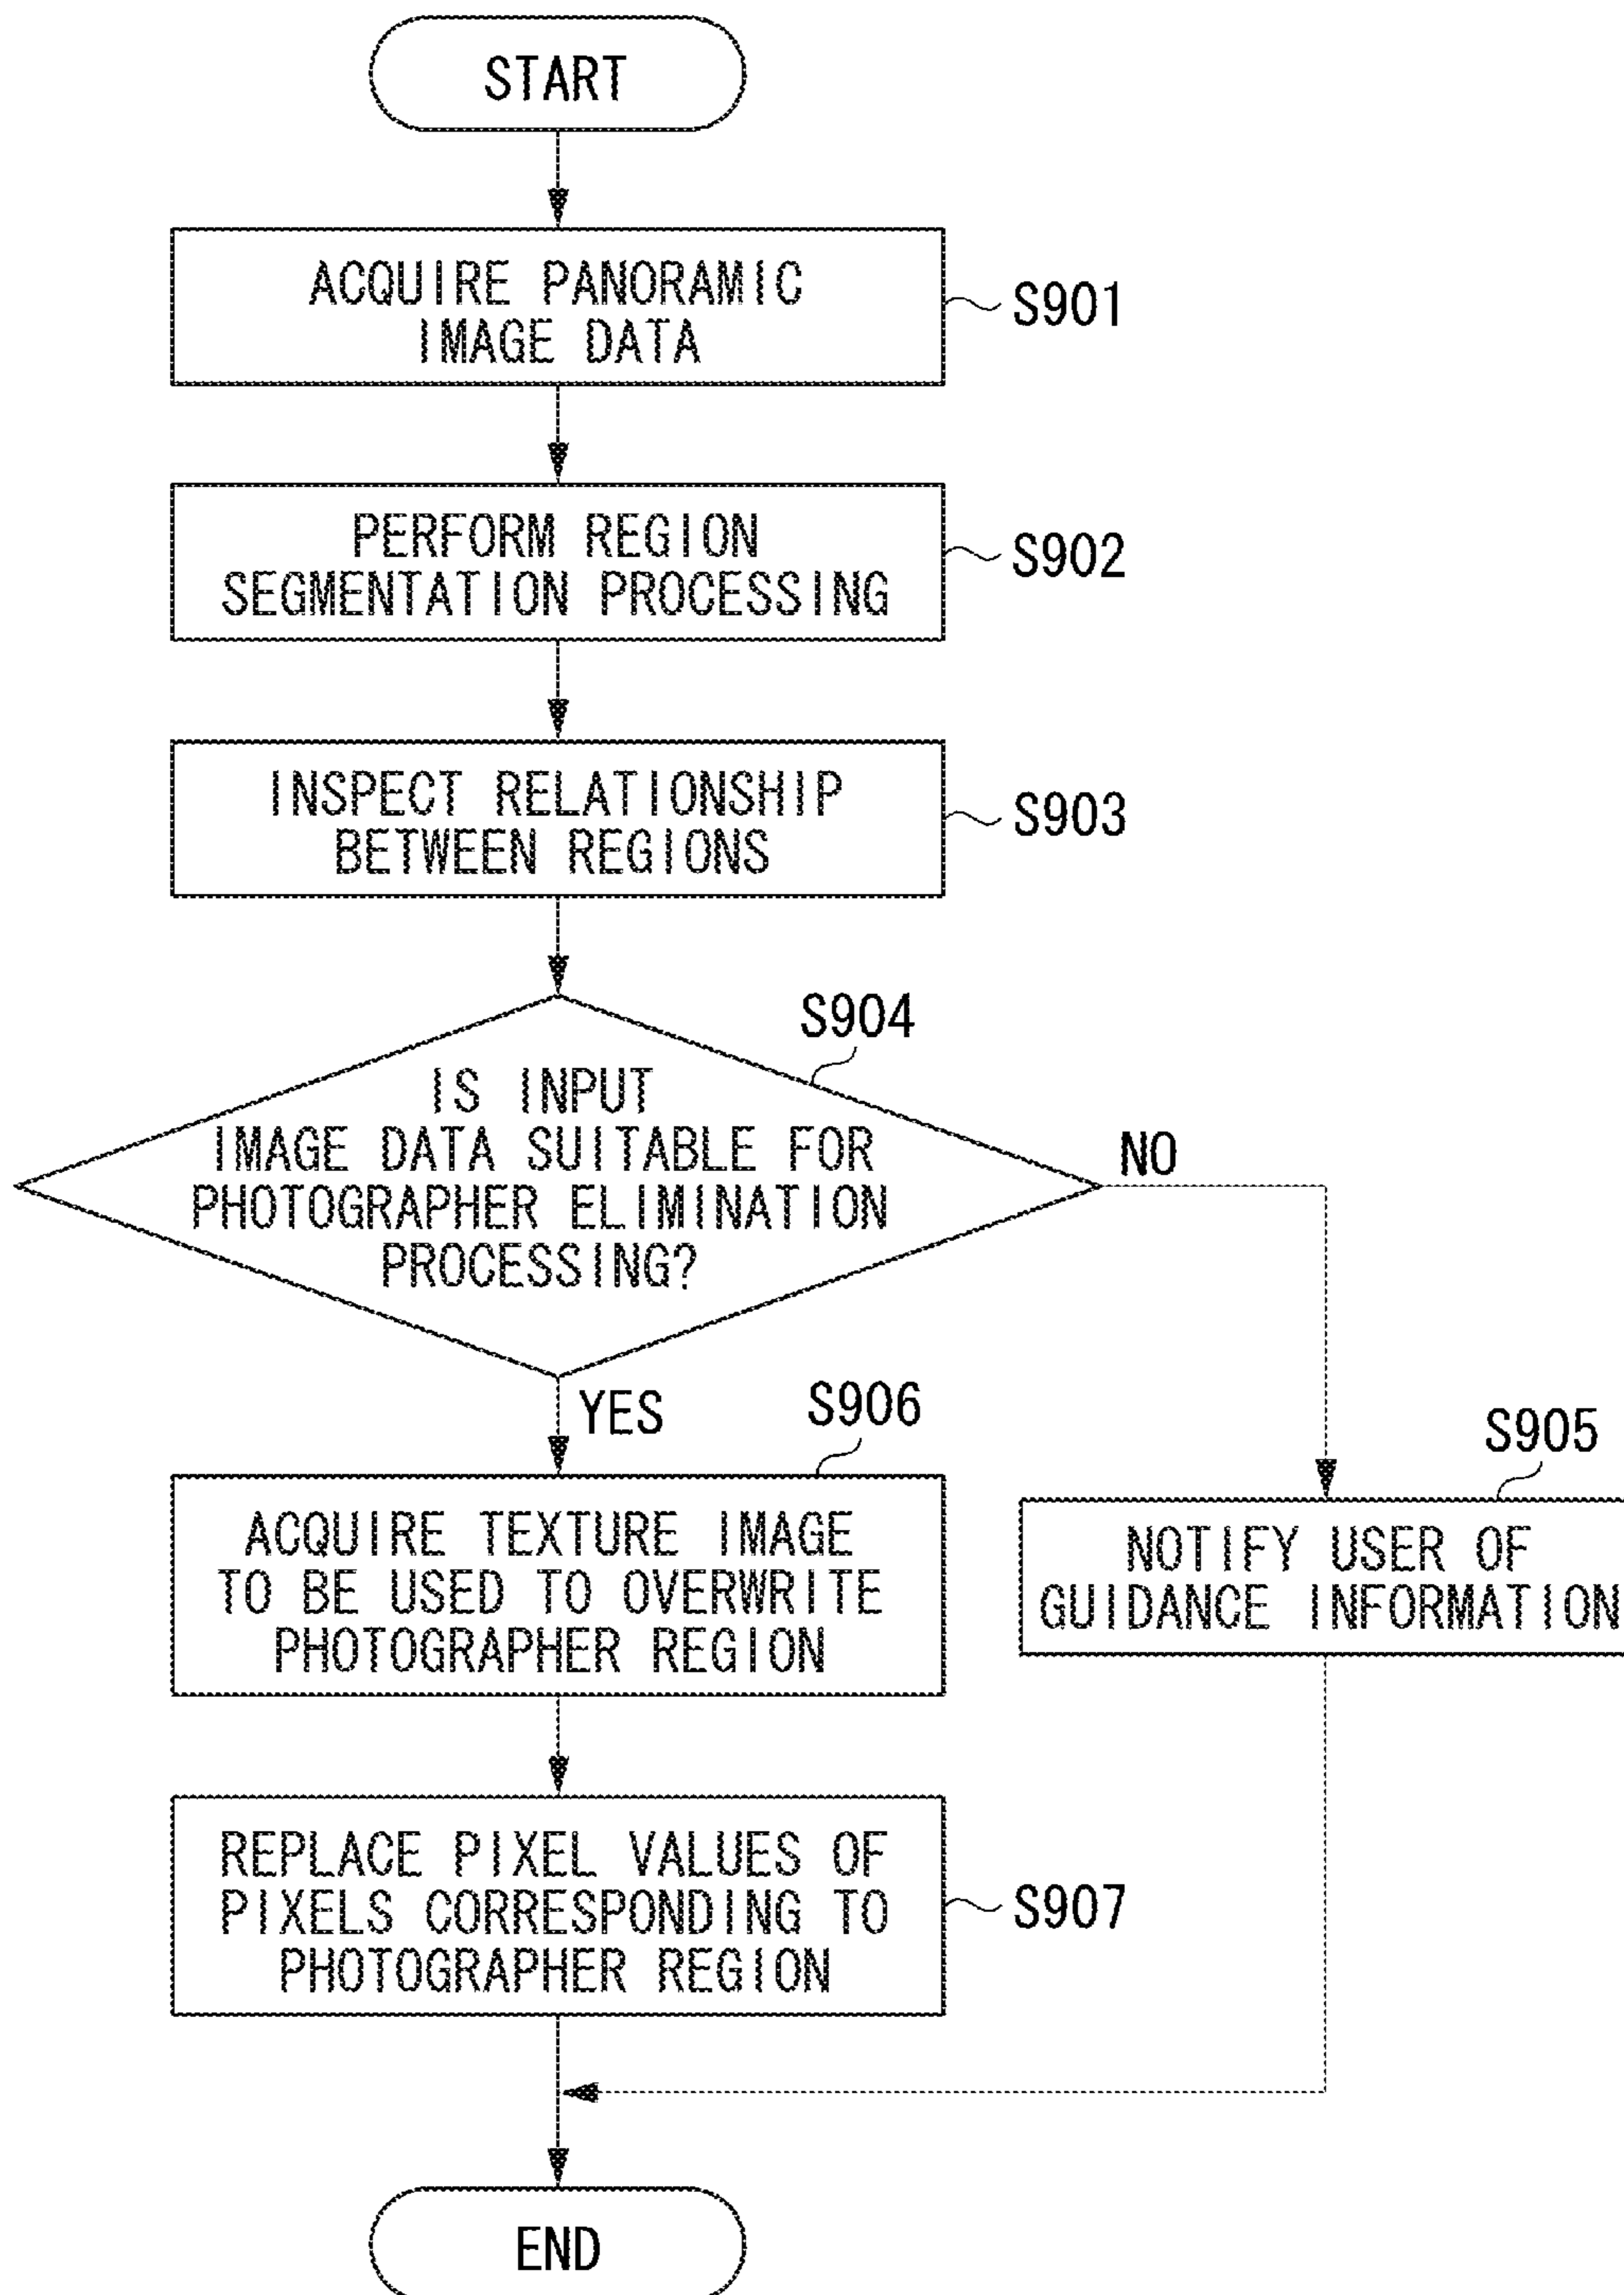 START
ACQUIRE PANORAMIC
IMAGE DATA
S901
PERFORM REGION
SEGMENTATION PROCESSING
S902
INSPECT RELATIONSHIP
BETWEEN REGIONS
S903
S904
IS INPUT
IMAGE DATA SUITABLE FOR
PHOTOGRAPHER ELIMINATION
PROCESSING?
NO
YES
S906
ACQUIRE TEXTURE IMAGE
TO BE USED TO OVERWRITE
PHOTOGRAPHER REGION
S905
NOTIFY USER OF
GUIDANCE INFORMATION
REPLACE PIXEL VALUES OF
PIXELS CORRESPONDING TO
PHOTOGRAPHER REGION
S907
END